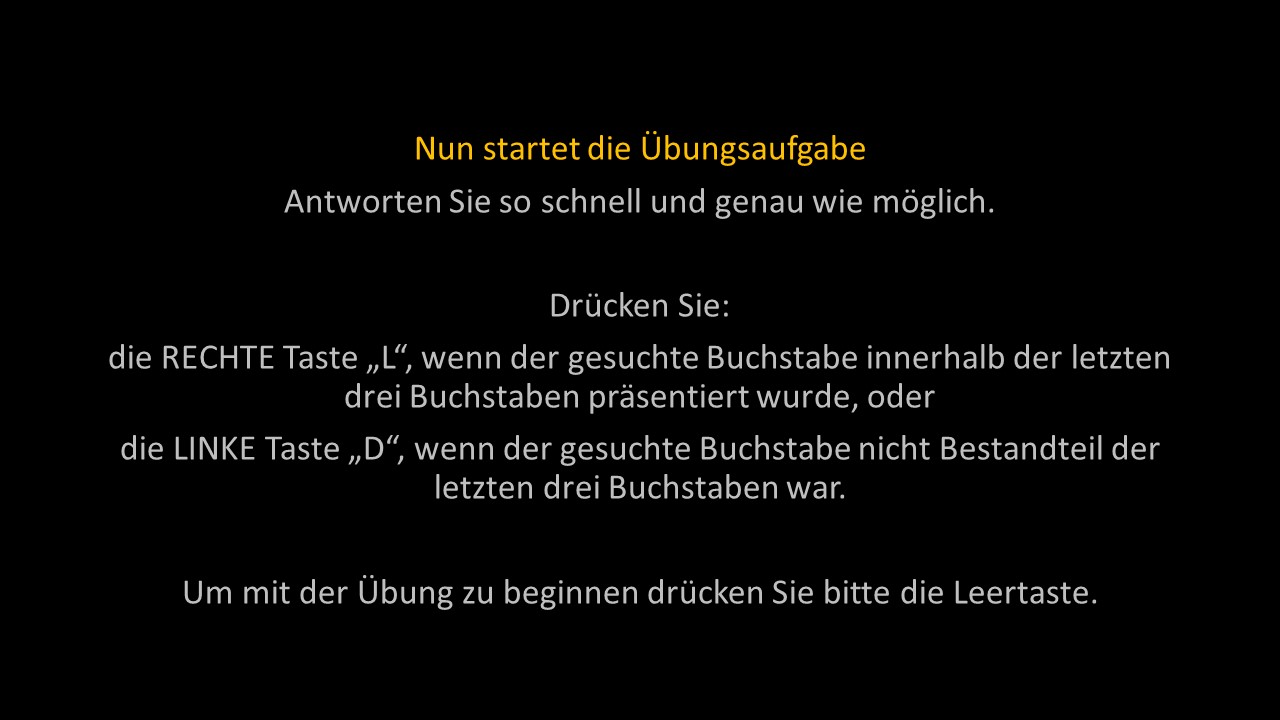 Nun startet die Übungsaufgabe
Antworten Sie so schnell und genau wie möglich.
Drücken Sie:
die RECHTE Taste „L“, wenn der gesuchte Buchstabe innerhalb der letzten
drei Buchstaben präsentiert wurde, oder
die LINKE Taste „D“, wenn der gesuchte Buchstabe nicht Bestandteil der
letzten drei Buchstaben war.
Um mit der Übung zu beginnen drücken Sie bitte die Leertaste.